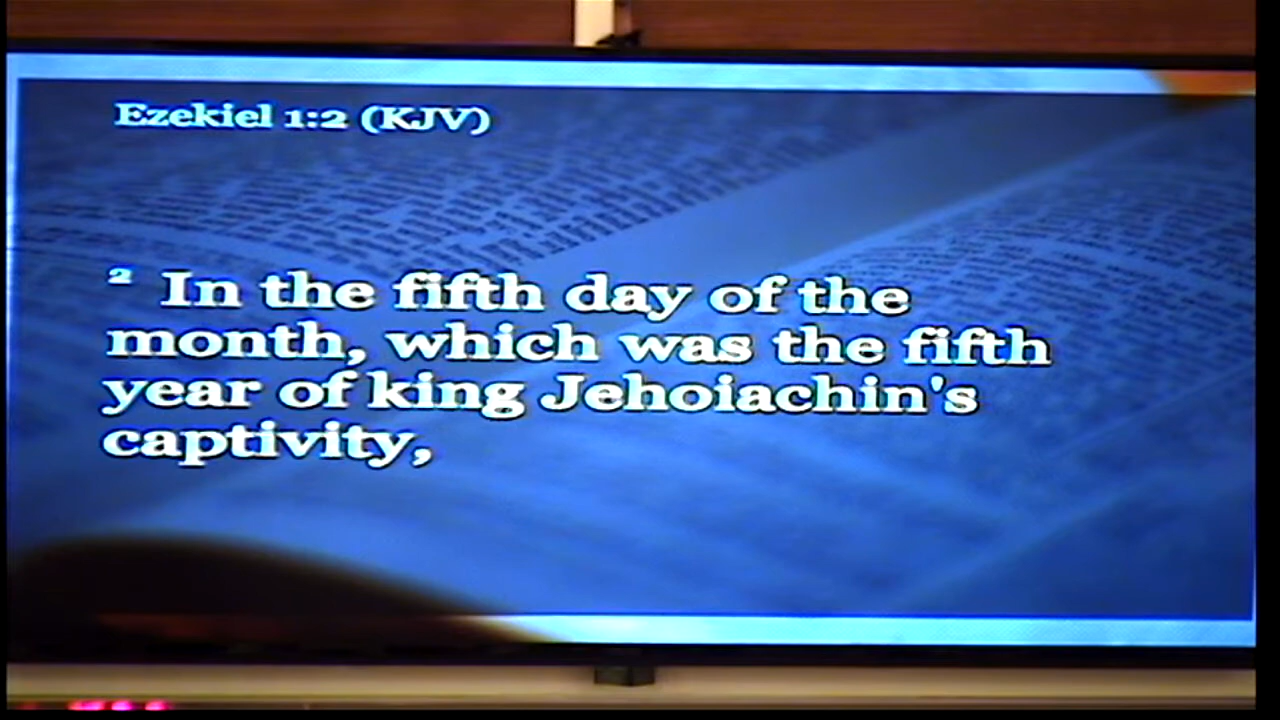 Ezekiel 1:2 (KJV)
2 In the fifth day of the
month, which was the fifth
year of king Jehoiachin's
captivity,